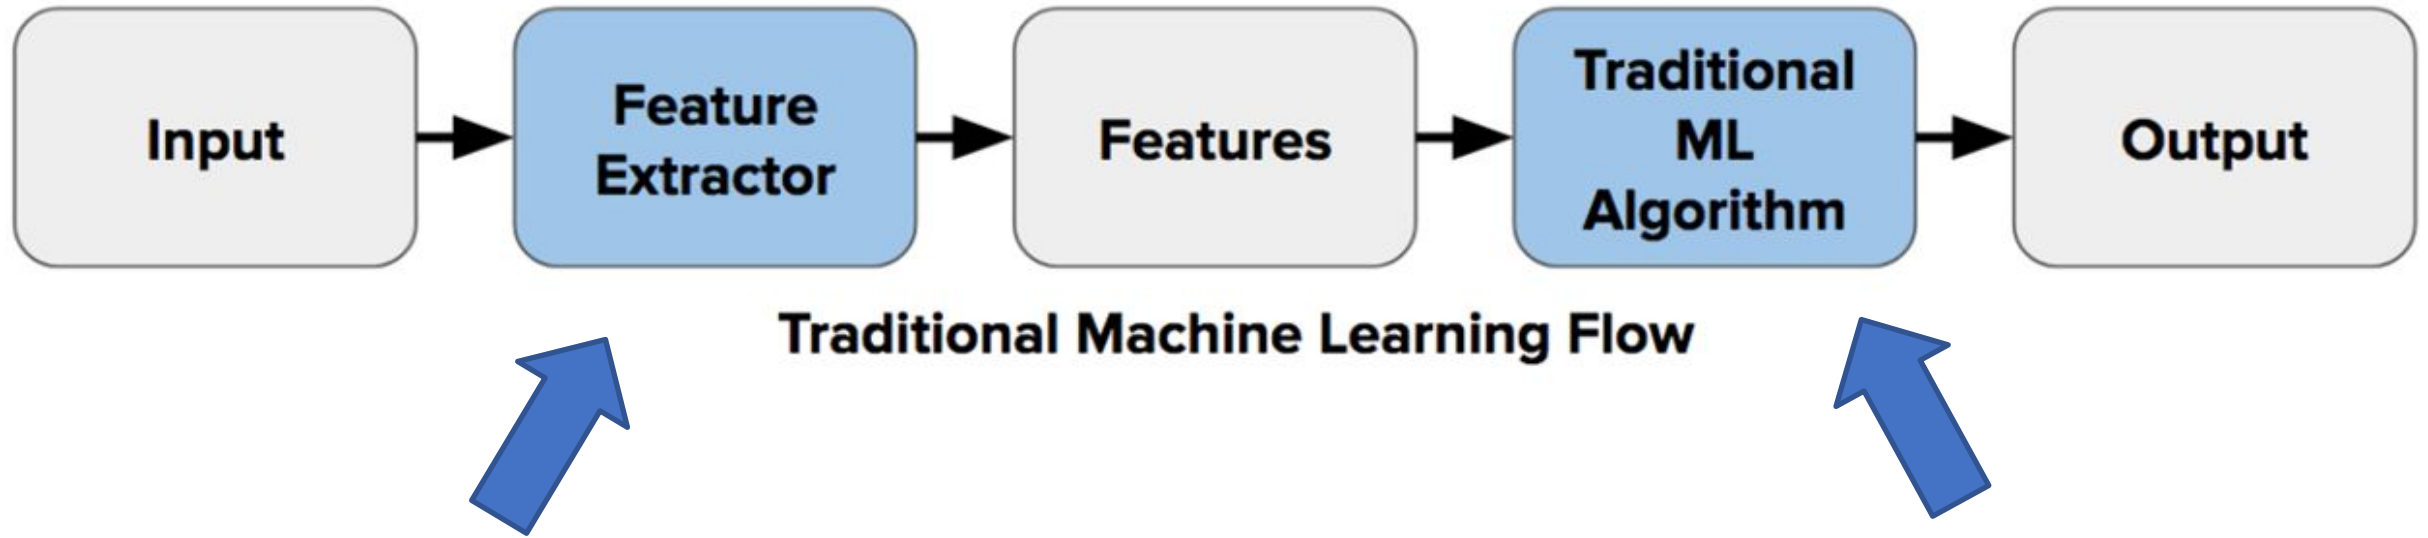 Input
Feature
Extractor
Features
Traditional
ML
Algorithm
Output
Traditional Machine Learning Flow